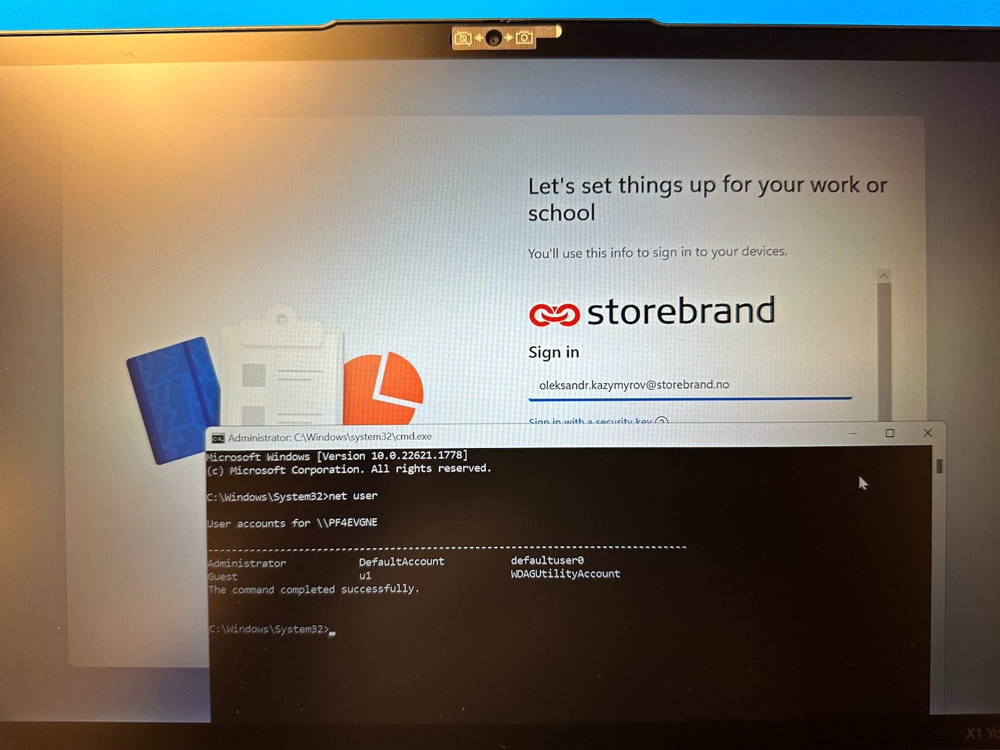 Let's set things up for your work or
school
You'll use this info to sign in to your devices.
storebrand
Sign in
oleksandr.kazymyrov@storebrand.no
Sign in with a security key
Administrator: C:\Windows\system32\cmd.exe
Microsoft Windows [Version 10.0.22621.1778]
(c) Microsoft Corporation. All rights reserved.
C:\Windows\System32>net user
User accounts for \\PF4EVGNE
-------------------------------------------------------------------------------
Administrator DefaultAccount defaultuser0
Guest u1 WDAGUtilityAccount
The command completed successfully.
C:\Windows\System32>
X1 Yo